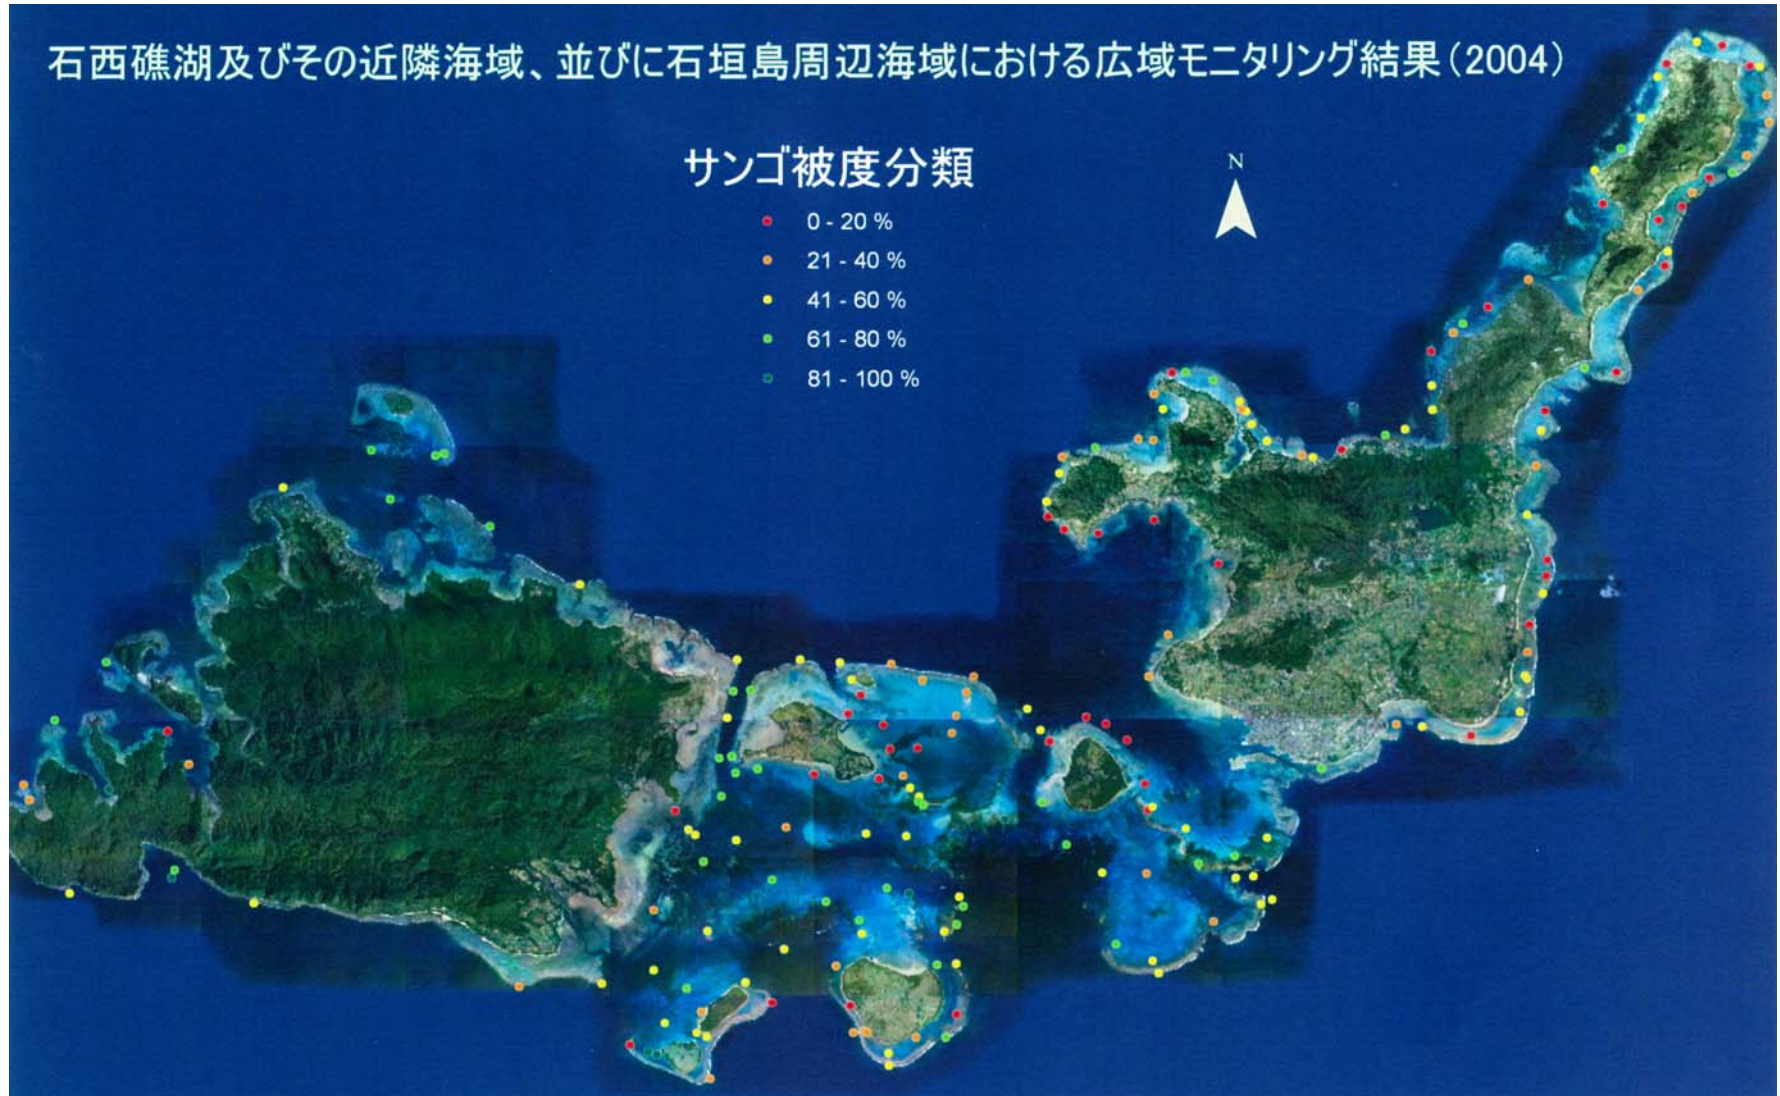 石西礁湖及びその近隣海域、並びに石垣島周辺海域における広域モニタリング結果(2004)
サンゴ被度分類
N
0 - 20 %
21 - 40 %
41 - 60 %
61 - 80 %
81 - 100 %